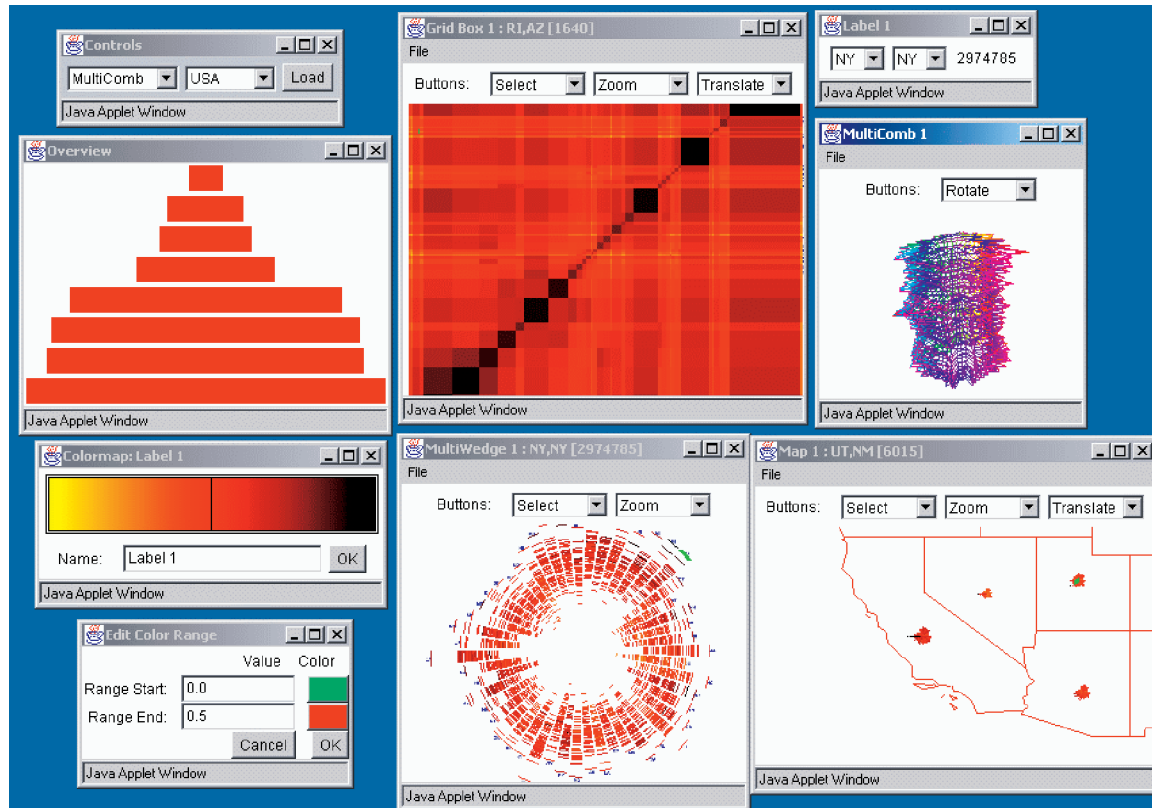 Controls
MultiComb USA Load
Java Applet Window
Overview
Java Applet Window
Colormap: Label 1
Name: Label 1 OK
Java Applet Window
Edit Color Range
Value Color
Range Start: 0.0
Range End: 0.5
Cancel OK
Java Applet Window
Grid Box 1 : RI,AZ [1640]
File
Buttons: Select Zoom Translate
Java Applet Window
MultiWedge 1 : NY,NY [2974785]
File
Buttons: Select Zoom
Java Applet Window
Label 1
NY NY 2974785
Java Applet Window
MultiComb 1
File
Buttons: Rotate
Java Applet Window
Map 1 : UT,NM [6015]
File
Buttons: Select Zoom Translate
Java Applet Window